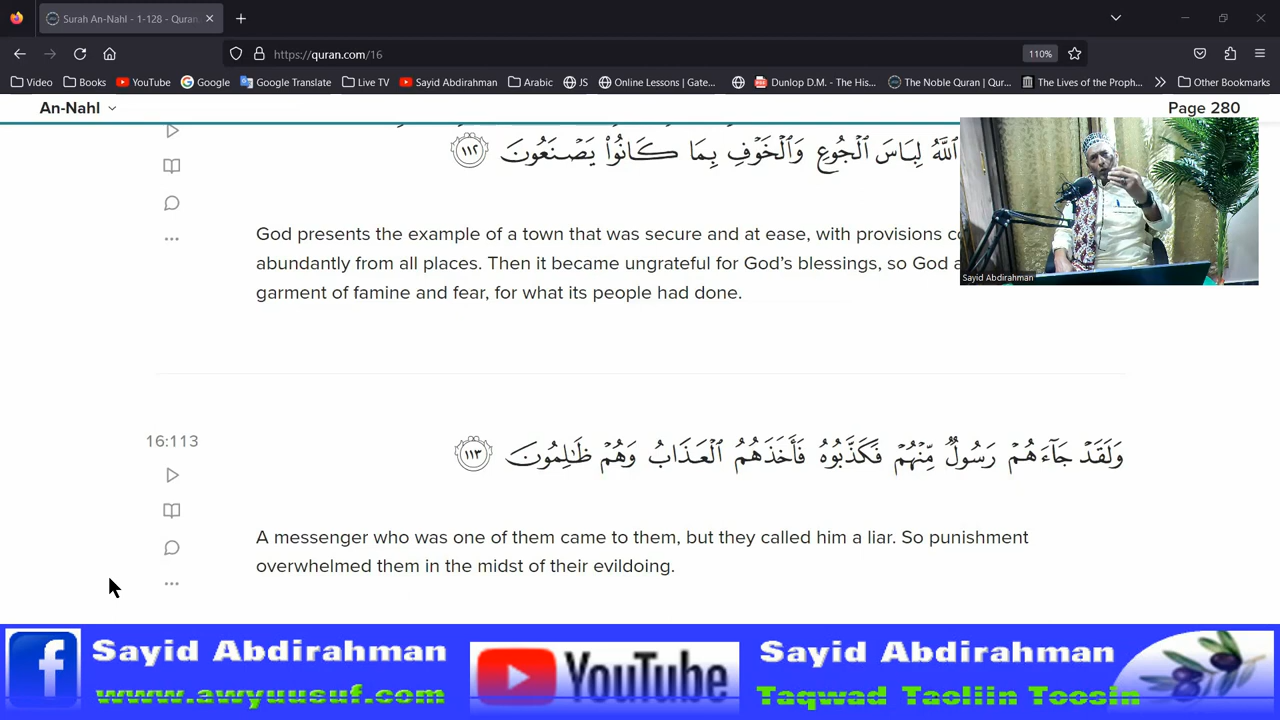 Surah An-Nahl - 1-128 - Quran
https://quran.com/16
110%
Video
Books
YouTube
Google
Google Translate
Live TV
Sayid Abdirahman
Arabic
JS
Online Lessons | Gate...
Dunlop D.M. - The His...
The Noble Quran | Qur...
The Lives of the Proph...
Other Bookmarks
An-Nahl
Page 280
ٱللَّهُ لِبَاسَ ٱلْجُوعِ وَٱلْخَوْفِ بِمَا كَانُوا۟ يَصْنَعُونَ ١١٢
God presents the example of a town that was secure and at ease, with provisions
abundantly from all places. Then it became ungrateful for God's blessings, so God
garment of famine and fear, for what its people had done.
Sayid Abdirahman
16:113
وَلَقَدْ جَآءَهُمْ رَسُولٌ مِّنْهُمْ فَكَذَّبُوهُ فَأَخَذَهُمُ ٱلْعَذَابُ وَهُمْ ظَـٰلِمُونَ ١١٣
A messenger who was one of them came to them, but they called him a liar. So punishment
overwhelmed them in the midst of their evildoing.
f
Sayid Abdirahman
www.awyuusuf.com
YouTube
Sayid Abdirahman
Taqwad Taoliin Toosin